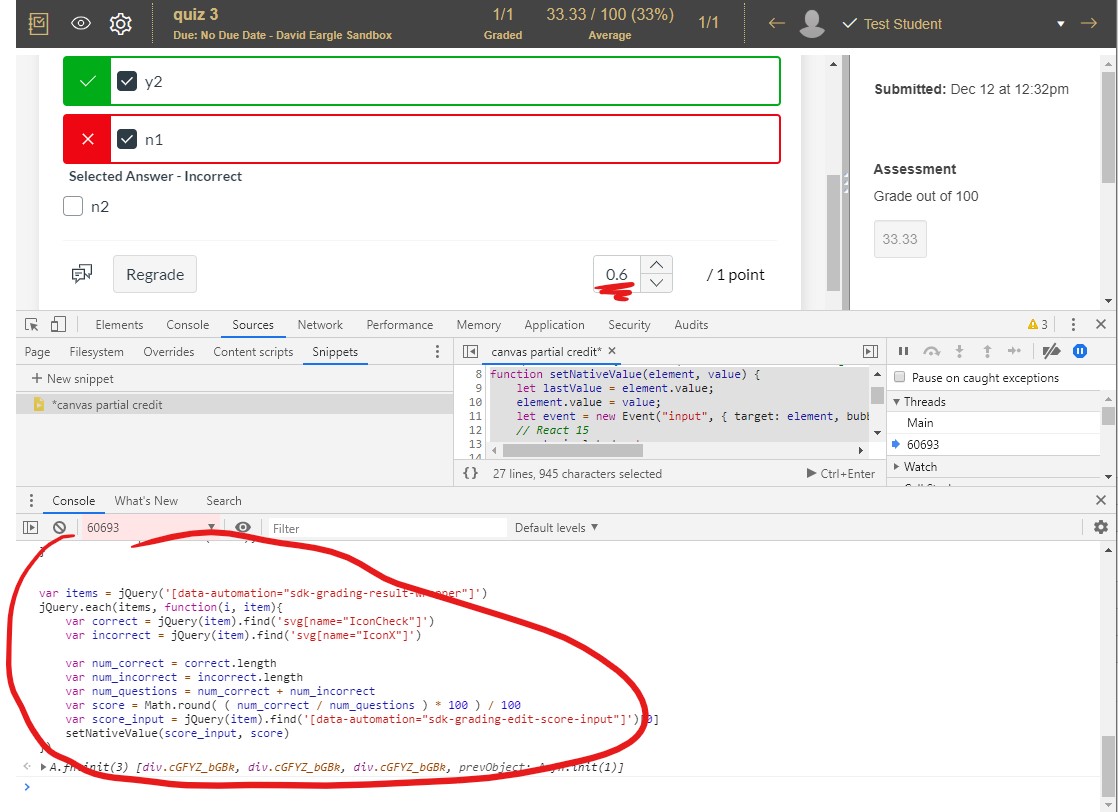 quiz 3
Due: No Due Date - David Eargle Sandbox
1/1
Graded
33.33 / 100 (33%)
Average
1/1
Test Student
y2
n1
Selected Answer - Incorrect
n2
Regrade
0.6
/ 1 point
Submitted: Dec 12 at 12:32pm
Assessment
Grade out of 100
33.33
Elements
Console
Sources
Network
Performance
Memory
Application
Security
Audits
3
Page
Filesystem
Overrides
Content scripts
Snippets
canvas partial credit*
+ New snippet
*canvas partial credit
8 function setNativeValue(element, value) {
9 let lastValue = element.value;
10 element.value = value;
11 let event = new Event("input", { target: element, bubb
12 // React 15
13
14
{} 27 lines, 945 characters selected
Ctrl+Enter
Pause on caught exceptions
Threads
Main
60693
Watch
Console
What's New
Search
60693
Filter
Default levels
}
var items = jQuery('[data-automation="sdk-grading-result-wrapper"]')
jQuery.each(items, function(i, item){
var correct = jQuery(item).find('svg[name="IconCheck"]')
var incorrect = jQuery(item).find('svg[name="IconX"]')
var num_correct = correct.length
var num_incorrect = incorrect.length
var num_questions = num_correct + num_incorrect
var score = Math.round( ( num_correct / num_questions ) * 100 ) / 100
var score_input = jQuery(item).find('[data-automation="sdk-grading-edit-score-input"]')[0]
setNativeValue(score_input, score)
})
A.fn.init(3) [div.cGFYZ_bGBk, div.cGFYZ_bGBk, div.cGFYZ_bGBk, prevObject: A.fn.init(1)]